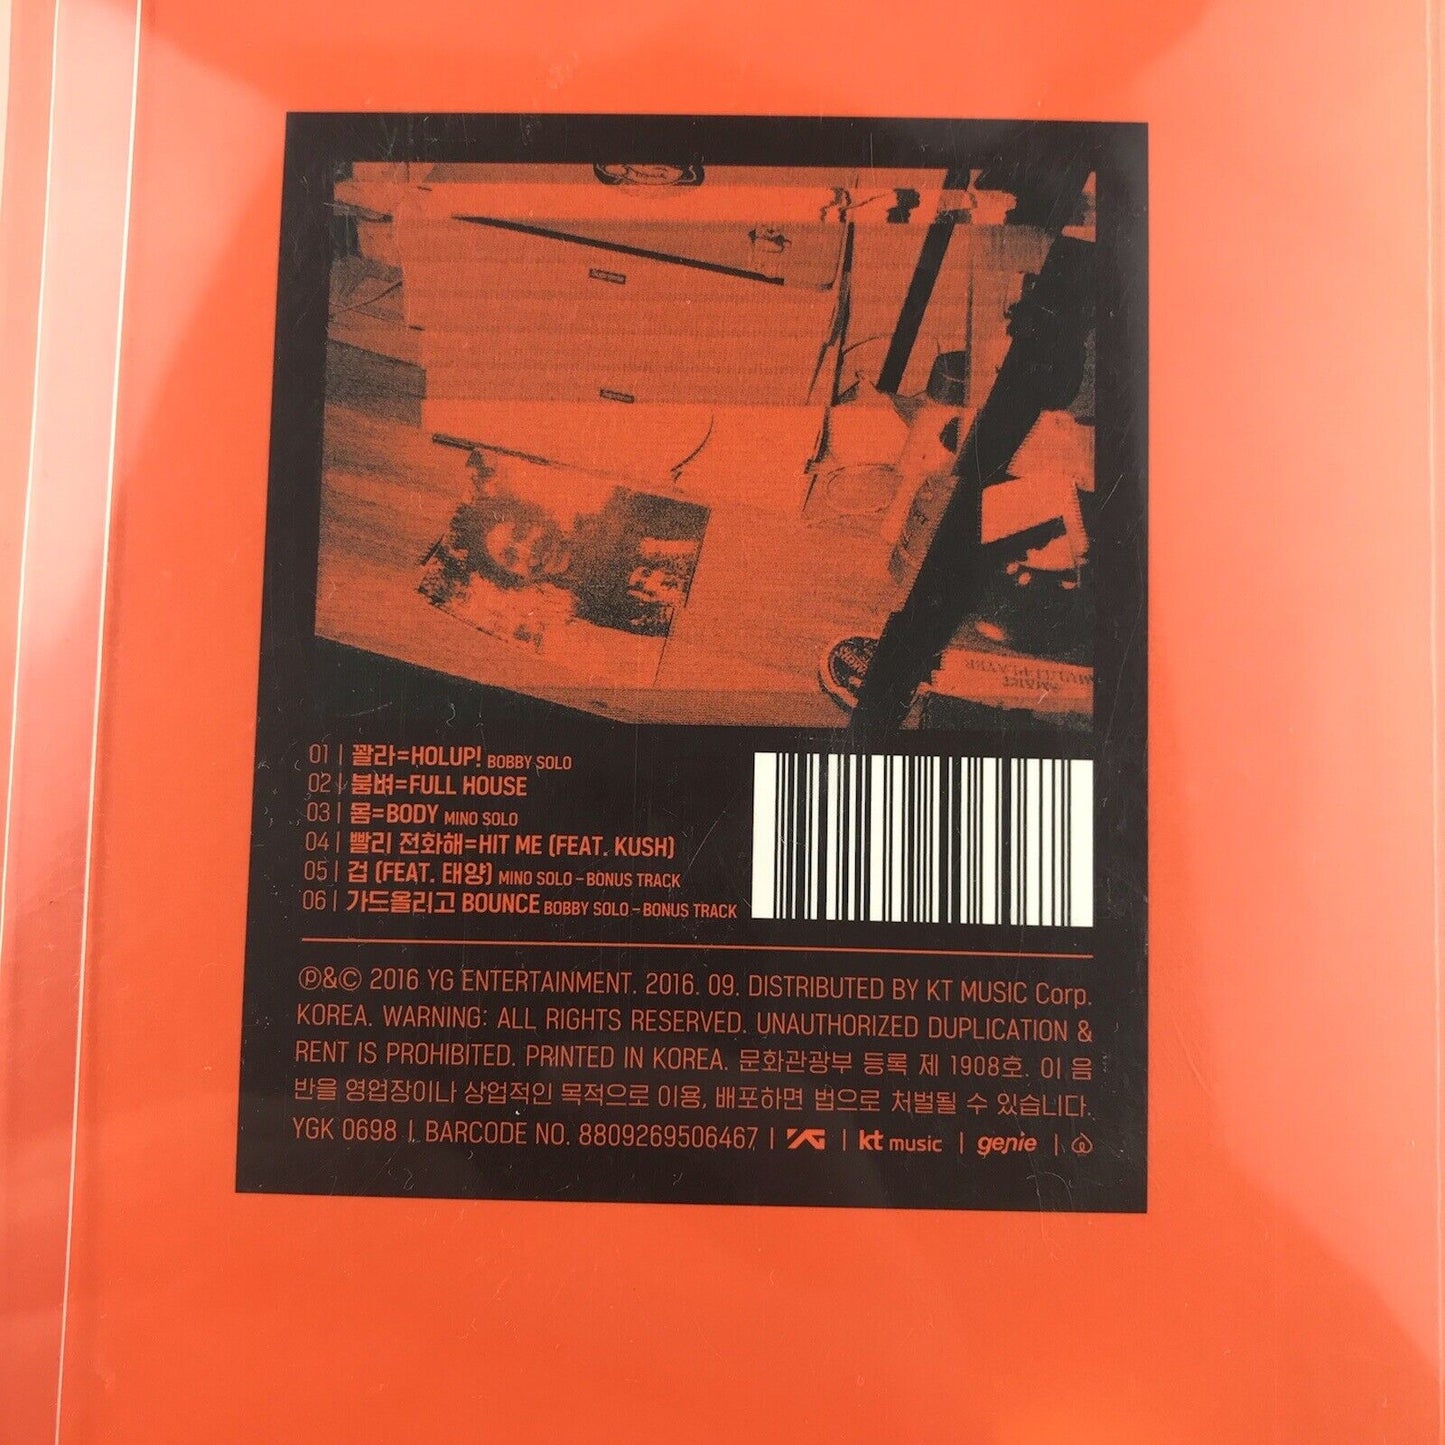 Supreme
01 | 꽐라=HOLUP! BOBBY SOLO
02 | 붐벼=FULL HOUSE
03 | 몸=BODY MINO SOLO
04 | 빨리 전화해=HIT ME (FEAT. KUSH)
05 | 겁 (FEAT. 태양) MINO SOLO – BONUS TRACK
06 | 가드올리고 BOUNCE BOBBY SOLO – BONUS TRACK
℗&© 2016 YG ENTERTAINMENT. 2016. 09. DISTRIBUTED BY KT MUSIC Corp.
KOREA. WARNING: ALL RIGHTS RESERVED. UNAUTHORIZED DUPLICATION &
RENT IS PROHIBITED. PRINTED IN KOREA. 문화관광부 등록 제 1908호. 이 음
반을 영업장이나 상업적인 목적으로 이용, 배포하면 법으로 처벌될 수 있습니다.
YGK 0698 | BARCODE NO. 8809269506467 | YG | kt music | genie |